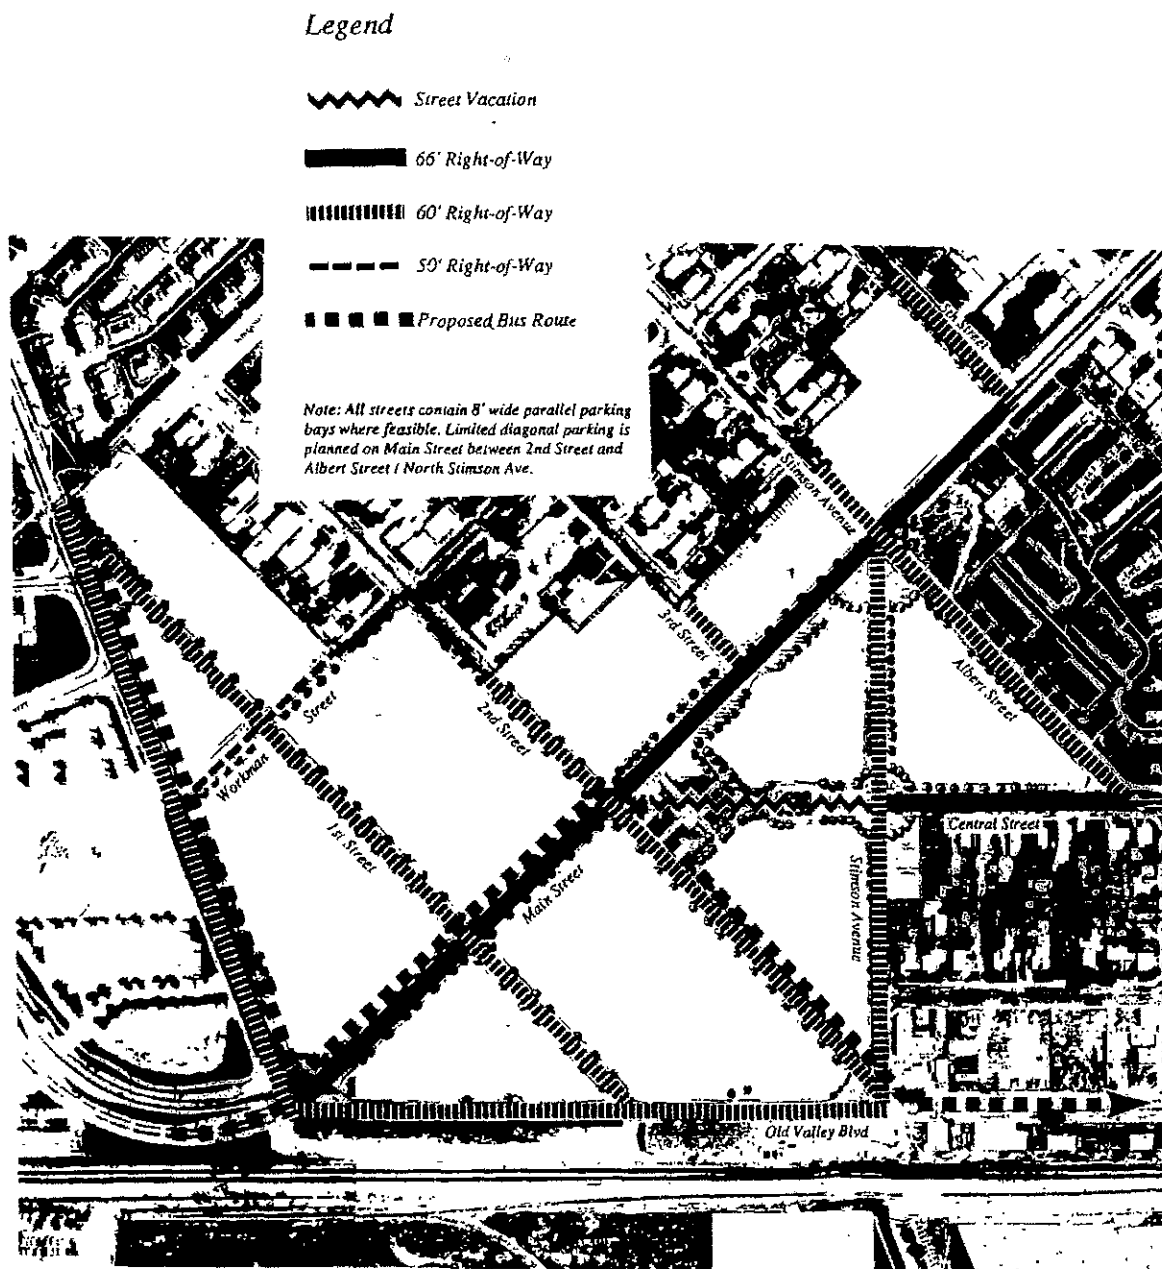 Legend
Street Vacation
66' Right-of-Way
60' Right-of-Way
50' Right-of-Way
Proposed Bus Route
Note: All streets contain 8' wide parallel parking
bays where feasible. Limited diagonal parking is
planned on Main Street between 2nd Street and
Albert Street / North Stimson Ave.
5th Street
Stimson Avenue
3rd Street
Albert Street
Street
2nd Street
Workman
1st Street
Central Street
Main Street
Stimson Avenue
Old Valley Blvd